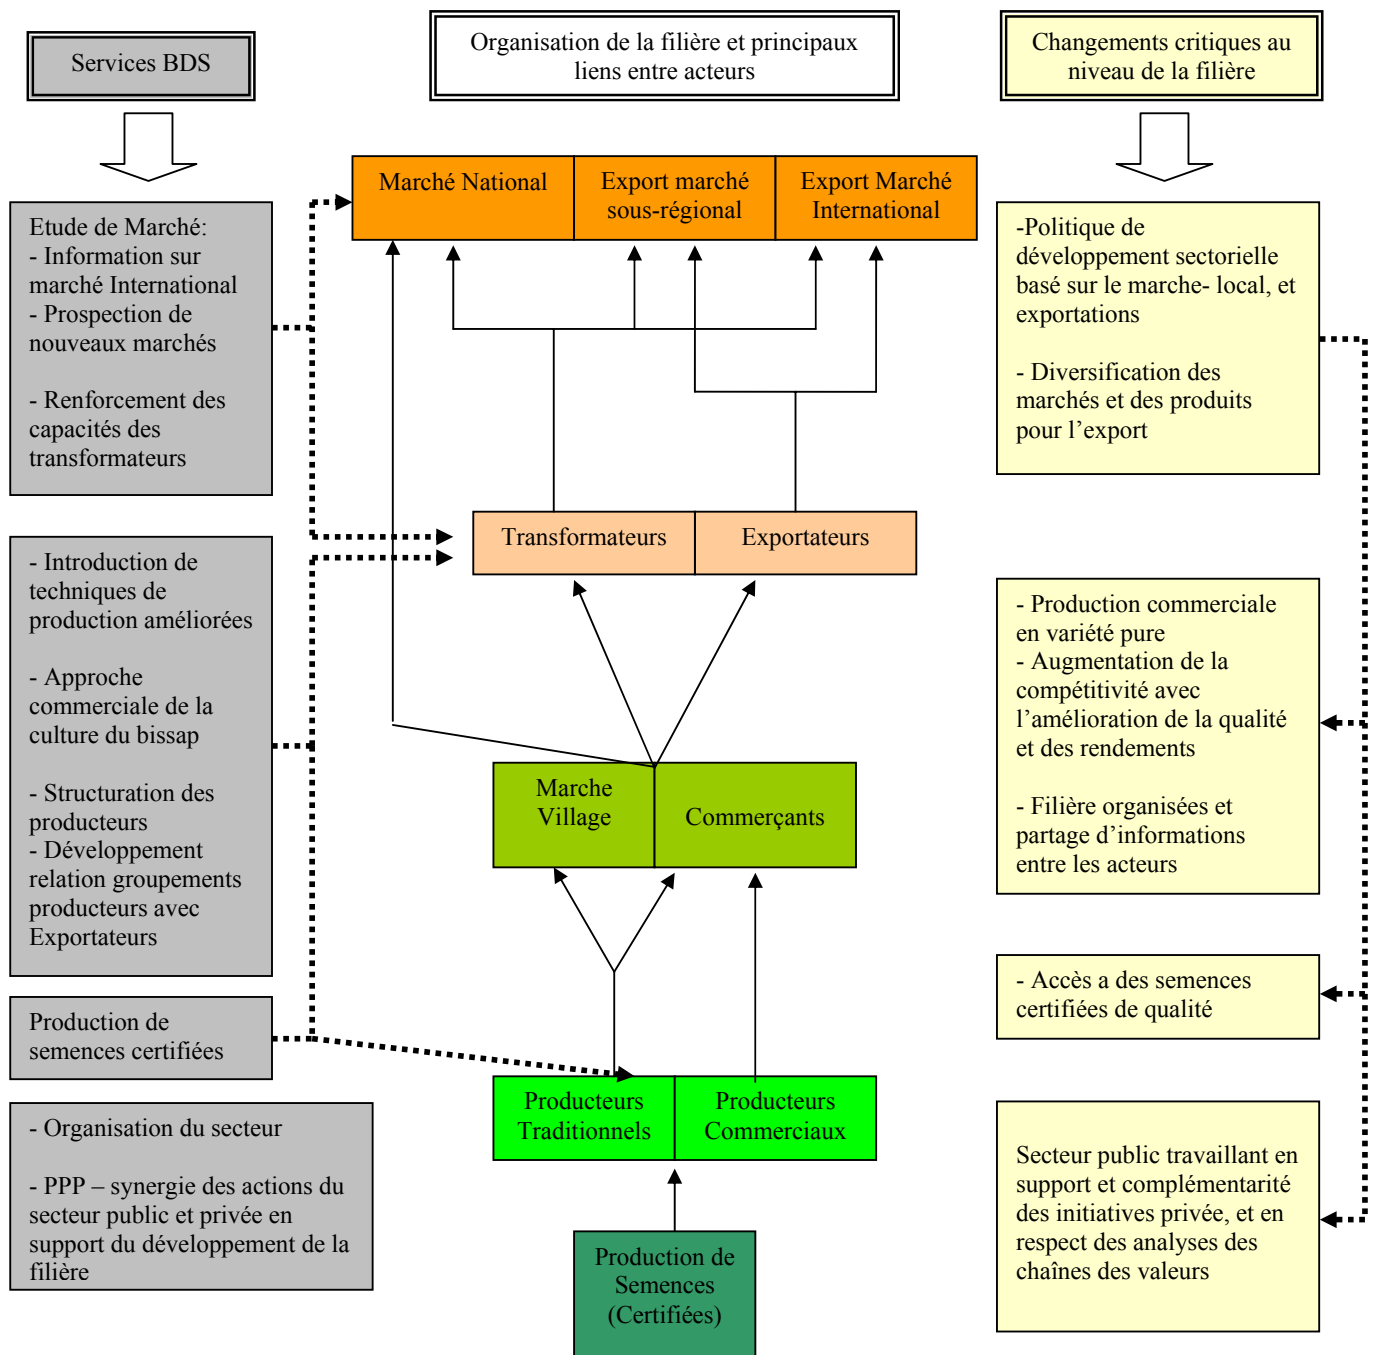 Services BDS
Organisation de la filière et principaux
liens entre acteurs
Changements critiques au
niveau de la filière
Etude de Marché:
- Information sur
marché International
- Prospection de
nouveaux marchés
- Renforcement des
capacités des
transformateurs
- Introduction de
techniques de
production améliorées
- Approche
commerciale de la
culture du bissap
- Structuration des
producteurs
- Développement
relation groupements
producteurs avec
Exportateurs
Production de
semences certifiées
- Organisation du secteur
- PPP – synergie des actions du
secteur public et privée en
support du développement de la
filière
Marché National
Export marché
sous-régional
Export Marché
International
Transformateurs
Exportateurs
Marche
Village
Commerçants
Producteurs
Traditionnels
Producteurs
Commerciaux
Production de
Semences
(Certifiées)
-Politique de
développement sectorielle
basé sur le marche- local, et
exportations
- Diversification des
marchés et des produits
pour l’export
- Production commerciale
en variété pure
- Augmentation de la
compétitivité avec
l’amélioration de la qualité
et des rendements
- Filière organisées et
partage d’informations
entre les acteurs
- Accès a des semences
certifiées de qualité
Secteur public travaillant en
support et complémentarité
des initiatives privée, et en
respect des analyses des
chaînes des valeurs